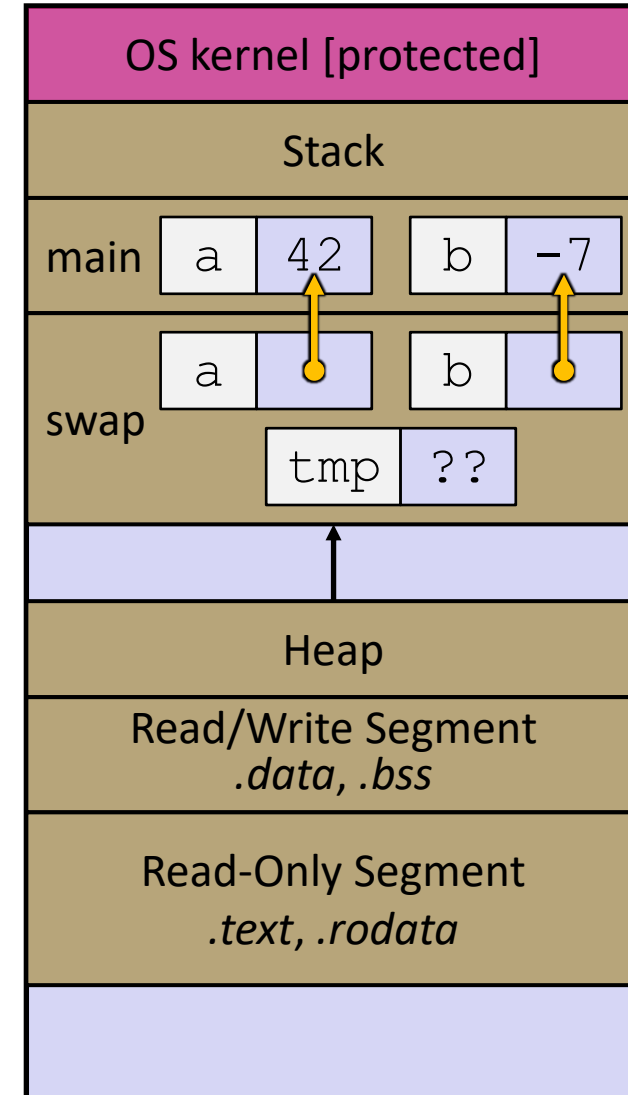 OS kernel [protected]
Stack
main a 42 b -7
a b
swap
tmp ??
Heap
Read/Write Segment
.data, .bss
Read-Only Segment
.text, .rodata